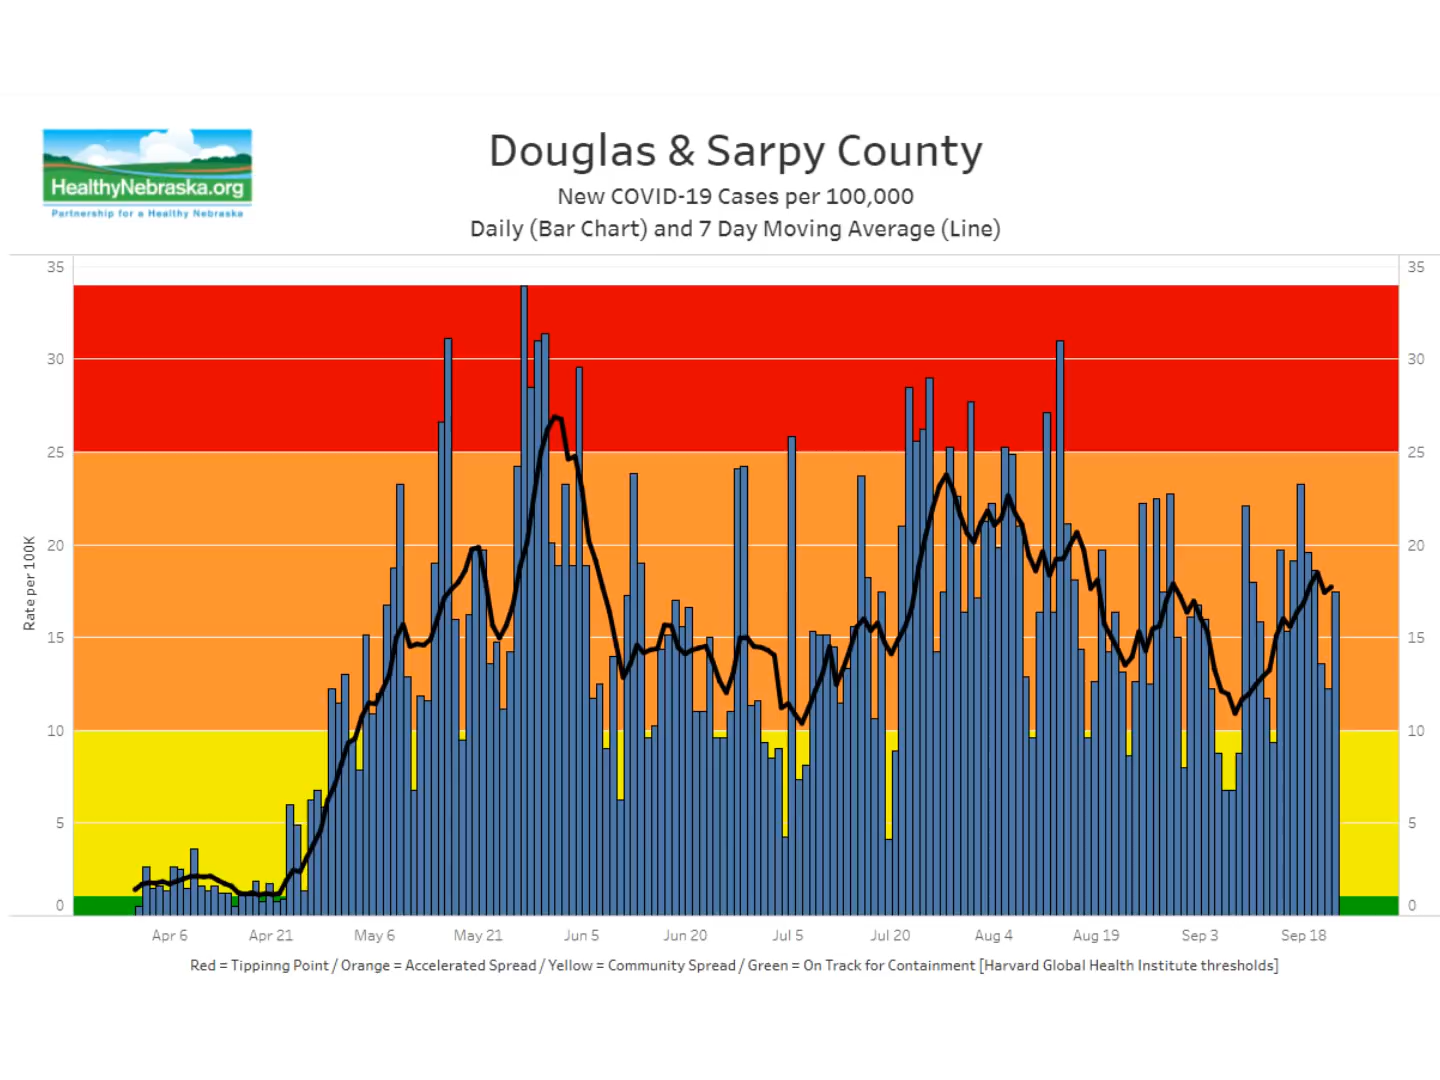 HealthyNebraska.org
Partnership for a Healthy Nebraska
Douglas & Sarpy County
New COVID-19 Cases per 100,000
Daily (Bar Chart) and 7 Day Moving Average (Line)
35
30
25
20
15
10
5
0
Rate per 100K
35
30
25
20
15
10
5
0
Apr 6
Apr 21
May 6
May 21
Jun 5
Jun 20
Jul 5
Jul 20
Aug 4
Aug 19
Sep 3
Sep 18
Red = Tippinng Point / Orange = Accelerated Spread / Yellow = Community Spread / Green = On Track for Containment [Harvard Global Health Institute thresholds]